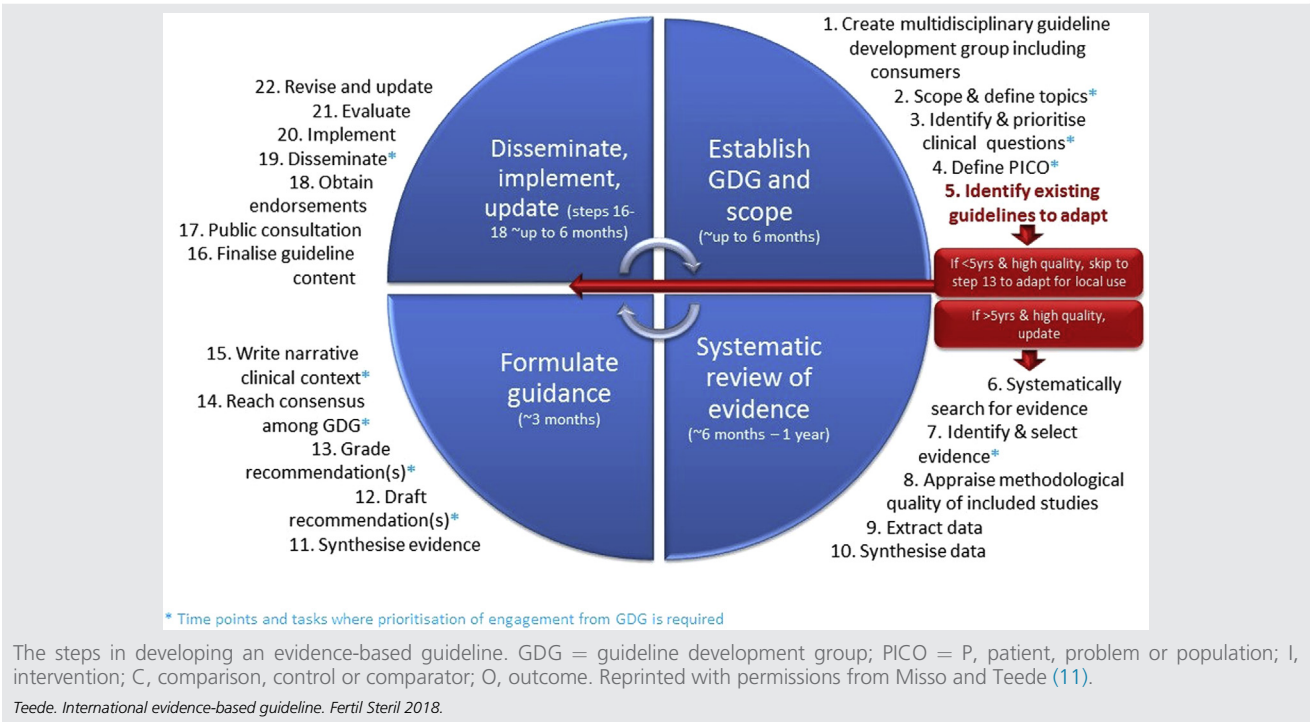 1. Create multidisciplinary guideline
development group including
consumers
2. Scope & define topics*
3. Identify & prioritise
clinical questions*
4. Define PICO*
5. Identify existing
guidelines to adapt
If <5yrs & high quality, skip to
step 13 to adapt for local use
If >5yrs & high quality,
update
6. Systematically
search for evidence
7. Identify & select
evidence*
8. Appraise methodological
quality of included studies
9. Extract data
10. Synthesise data
Establish
GDG and
scope
(~up to 6 months)
Systematic
review of
evidence
(~6 months – 1 year)
Formulate
guidance
(~3 months)
Disseminate,
implement,
update (steps 16-
18 ~up to 6 months)
22. Revise and update
21. Evaluate
20. Implement
19. Disseminate*
18. Obtain
endorsements
17. Public consultation
16. Finalise guideline
content
15. Write narrative
clinical context*
14. Reach consensus
among GDG*
13. Grade
recommendation(s)*
12. Draft
recommendation(s)*
11. Synthesise evidence
* Time points and tasks where prioritisation of engagement from GDG is required
The steps in developing an evidence-based guideline. GDG = guideline development group; PICO = P, patient, problem or population; I,
intervention; C, comparison, control or comparator; O, outcome. Reprinted with permissions from Misso and Teede (11).
Teede. International evidence-based guideline. Fertil Steril 2018.